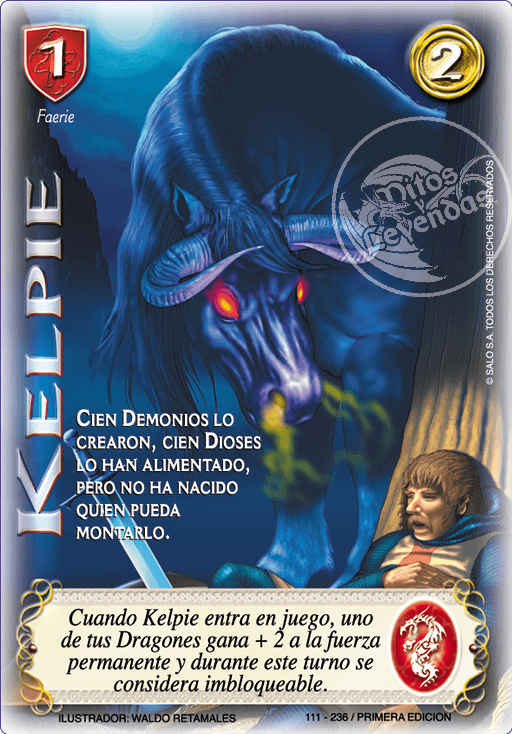 1
2
Faerie
Mitos
y
Leyendas
© SALO S.A. TODOS LOS DERECHOS RESERVADOS
KELPIE
CIEN DEMONIOS LO
CREARON, CIEN DIOSES
LO HAN ALIMENTADO,
PERO NO HA NACIDO
QUIEN PUEDA
MONTARLO.
Cuando Kelpie entra en juego, uno
de tus Dragones gana + 2 a la fuerza
permanente y durante este turno se
considera imbloqueable.
ILUSTRADOR: WALDO RETAMALES
111 - 236 / PRIMERA EDICION